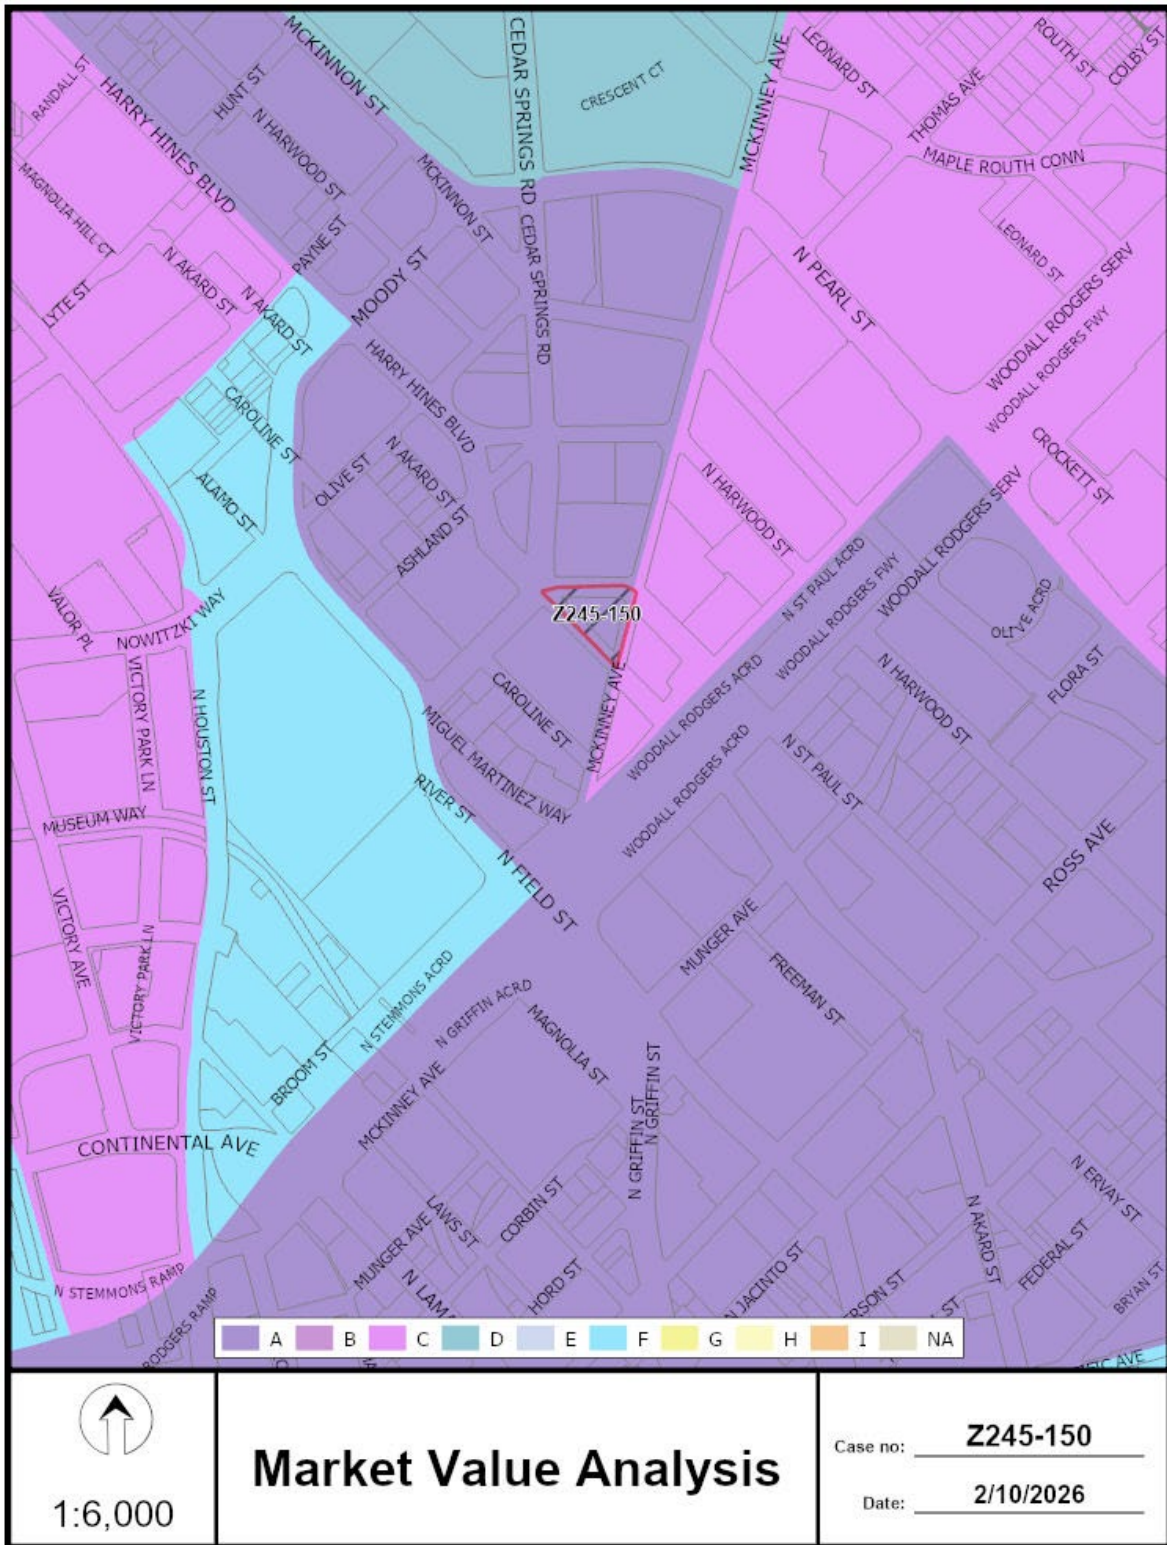 MCKINNON ST
CEDAR SPRINGS RD
CRESCENT CT
MCKINNEY AVE
LEONARD ST
ROUTH ST
COLBY ST
THOMAS AVE
MAPLE ROUTH CONN
RANDALL ST
HARRY HINES BLVD
HUNT ST
N HARWOOD ST
MCKINNON ST
MAGNOLIA HILL CT
PAYNE ST
N AKARD ST
N AKARD ST
LYTE ST
MOODY ST
CEDAR SPRINGS RD
N PEARL ST
LEONARD ST
WOODALL RODGERS SERV
WOODALL RODGERS FWY
HARRY HINES BLVD
CAROLINE ST
OLIVE ST
N AKARD ST
ALAMO ST
ASHLAND ST
N HARWOOD ST
CROCKETT ST
N ST PAUL ACRD
WOODALL RODGERS FWY
WOODALL RODGERS SERV
OLIVE ACRD
Z245-150
VALOR PL
NOWITZKI WAY
VICTORY PARK LN
N HOUSTON ST
CAROLINE ST
MCKINNEY AVE
WOODALL RODGERS ACRD
N HARWOOD ST
FLORA ST
MIGUEL MARTINEZ WAY
WOODALL RODGERS ACRD
N ST PAUL ST
RIVER ST
MUSEUM WAY
N FIELD ST
ROSS AVE
VICTORY AVE
VICTORY PARK LN
MUNGER AVE
FREEMAN ST
N STEMMONS ACRD
N GRIFFIN ACRD
MAGNOLIA ST
BROOM ST
MCKINNEY AVE
N GRIFFIN ST
N GRIFFIN ST
CONTINENTAL AVE
N ERVAY ST
LAWS ST
CORBIN ST
MUNGER AVE
N AKARD ST
FEDERAL ST
N STEMMONS RAMP
RODGERS RAMP
N LAMA
HORD ST
N JACINTO ST
RSON ST
ST
BRYAN ST
A B C D E F G H I NA
IC AVE
1:6,000
Market Value Analysis
Case no: Z245-150
Date: 2/10/2026